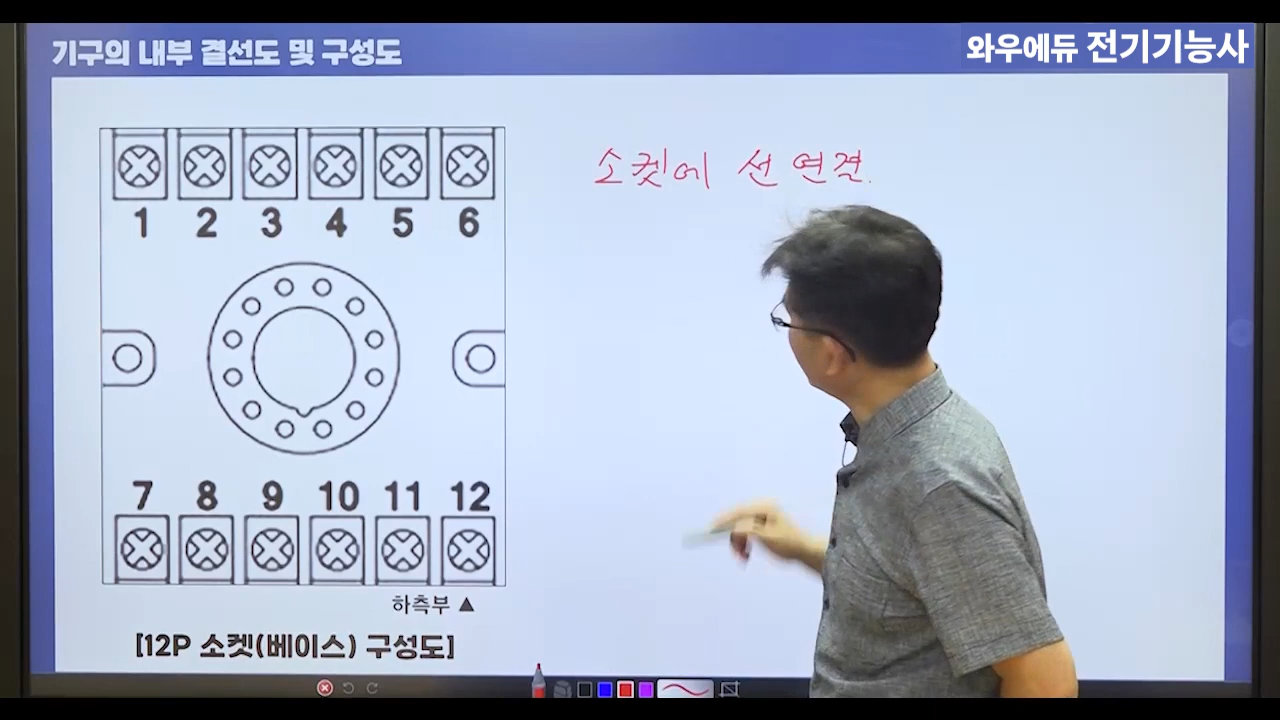 기구의 내부 결선도 및 구성도
와우에듀 전기기능사
소켓에 선 연결.
1 2 3 4 5 6
7 8 9 10 11 12
하측부 ▲
[12P 소켓(베이스) 구성도]